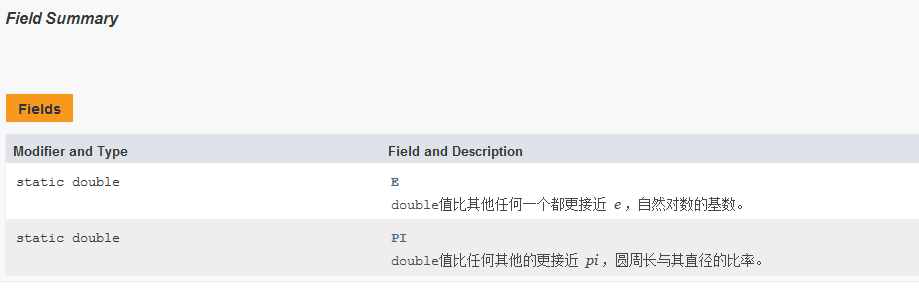 Field Summary
Fields
Modifier and Type Field and Description
static double E
double值比其他任何一个都更接近 e，自然对数的基数。
static double PI
double值比任何其他的更接近 pi，圆周长与其直径的比率。